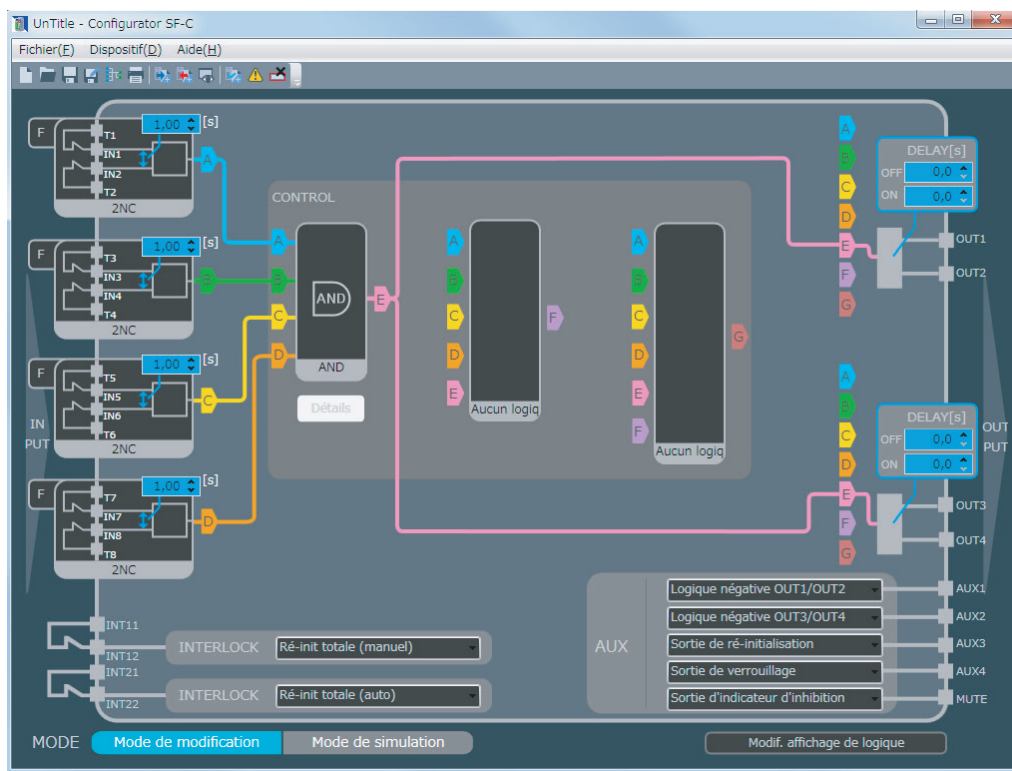 UnTitle - Configurator SF-C
Fichier(F) Dispositif(D) Aide(H)
F
T1
IN1
IN2
T2
2NC
1,00 [s]
A
F
T3
IN3
IN4
T4
2NC
1,00 [s]
B
F
T5
IN5
IN6
T6
2NC
1,00 [s]
C
F
T7
IN7
IN8
T8
2NC
1,00 [s]
D
IN
PUT
CONTROL
A
B
C
D
AND
AND
E
Détails
A
B
C
D
E
Aucun logiq
F
A
B
C
D
E
F
Aucun logiq
G
A
B
C
D
E
F
G
DELAY[s]
OFF 0,0
ON 0,0
OUT1
OUT2
A
B
C
D
E
F
G
DELAY[s]
OFF 0,0
ON 0,0
OUT3
OUT4
OUT
PUT
INT11
INT12
INTERLOCK Ré-init totale (manuel)
INT21
INT22
INTERLOCK Ré-init totale (auto)
AUX
Logique négative OUT1/OUT2 AUX1
Logique négative OUT3/OUT4 AUX2
Sortie de ré-initialisation AUX3
Sortie de verrouillage AUX4
Sortie d'indicateur d'inhibition MUTE
MODE Mode de modification Mode de simulation Modif. affichage de logique